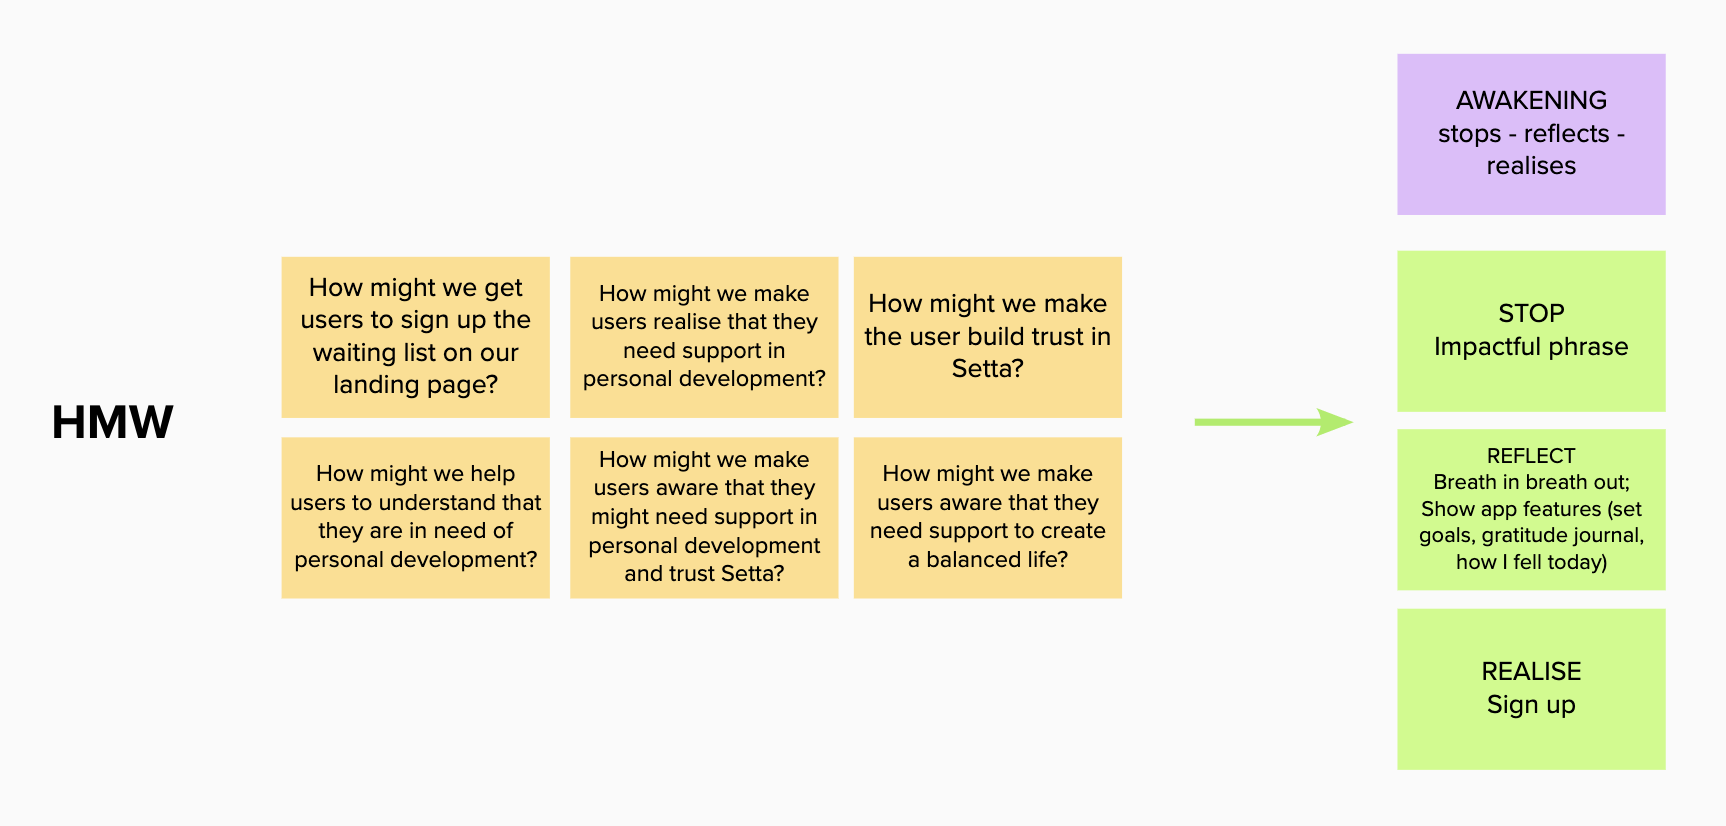 AWAKENING
stops - reflects -
realises
HMW
How might we get
users to sign up the
waiting list on our
landing page?
How might we make
users realise that they
need support in
personal development?
How might we make
the user build trust in
Setta?
How might we help
users to understand that
they are in need of
personal development?
How might we make
users aware that they
might need support in
personal development
and trust Setta?
How might we make
users aware that they
need support to create
a balanced life?
STOP
Impactful phrase
REFLECT
Breath in breath out;
Show app features (set
goals, gratitude journal,
how I fell today)
REALISE
Sign up